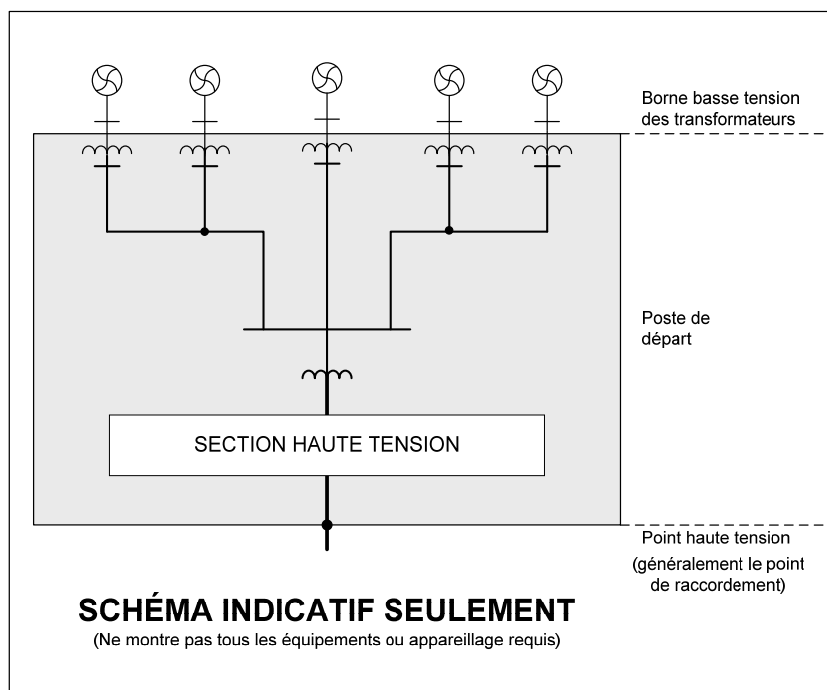 Borne basse tension
des transformateurs
Poste de
départ
SECTION HAUTE TENSION
Point haute tension
(généralement le point
de raccordement)
SCHÉMA INDICATIF SEULEMENT
(Ne montre pas tous les équipements ou appareillage requis)